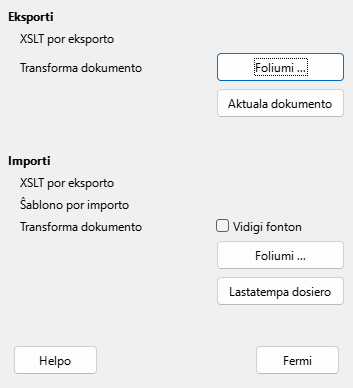 Eksporti
XSLT por eksporto
Transforma dokumento
Foliumi ...
Aktuala dokumento
Importi
XSLT por eksporto
Ŝablono por importo
Transforma dokumento
Vidigi fonton
Foliumi ...
Lastatempa dosiero
Helpo
Fermi